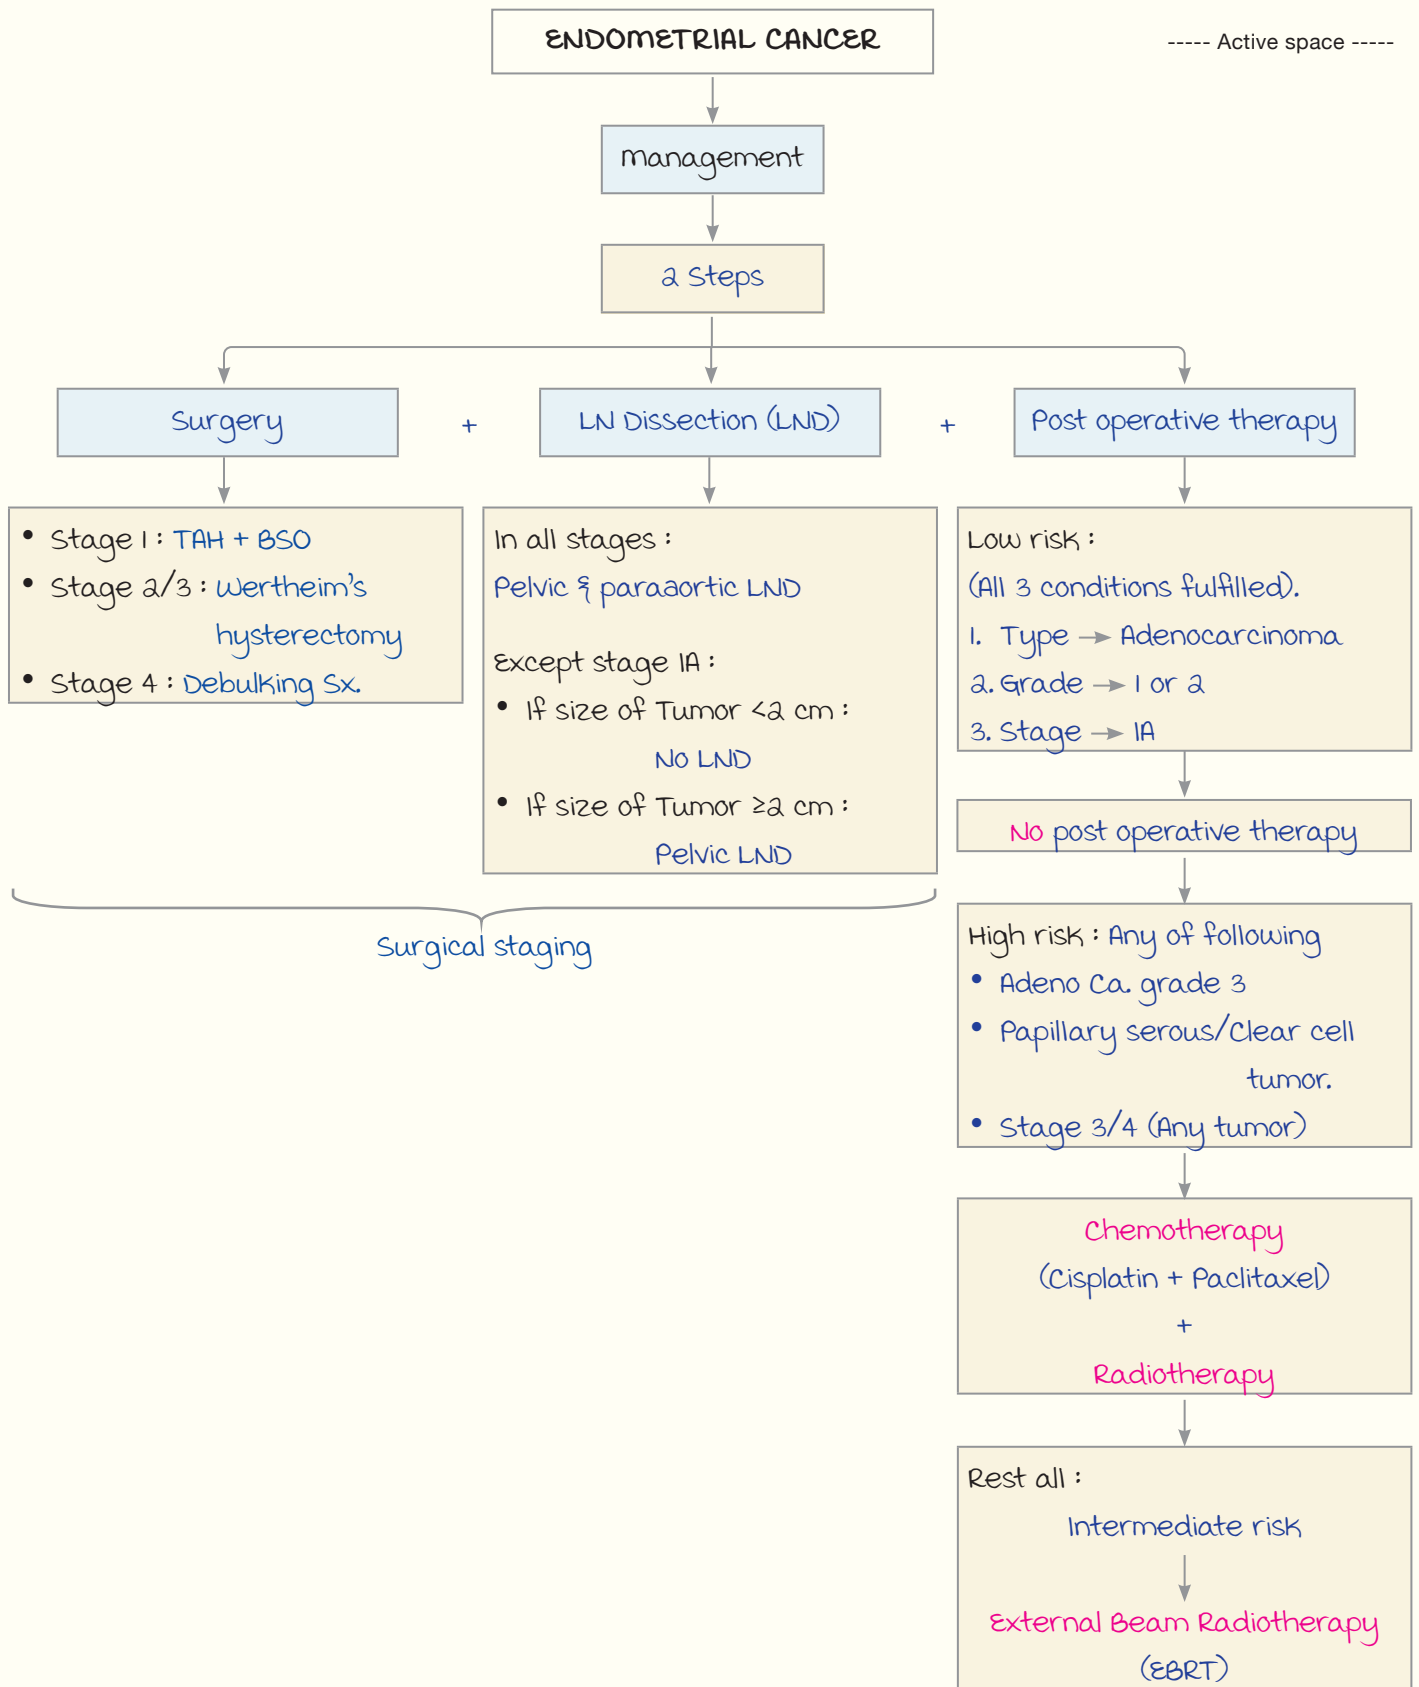 ENDOMETRIAL CANCER
----- Active space -----
management
2 Steps
Surgery
+
LN Dissection (LND)
+
Post operative therapy
• Stage 1 : TAH + BSO
• Stage 2/3 : Wertheim's
hysterectomy
• Stage 4 : Debulking Sx.
In all stages :
Pelvic & paraaortic LND
Except stage IA :
• If size of Tumor <2 cm :
No LND
• If size of Tumor ≥2 cm :
Pelvic LND
Surgical staging
Low risk :
(All 3 conditions fulfilled).
1. Type → Adenocarcinoma
2. Grade → 1 or 2
3. Stage → IA
No post operative therapy
High risk : Any of following
• Adeno Ca. grade 3
• Papillary serous/Clear cell
tumor.
• Stage 3/4 (Any tumor)
Chemotherapy
(Cisplatin + Paclitaxel)
+
Radiotherapy
Rest all :
Intermediate risk
External Beam Radiotherapy
(EBRT)